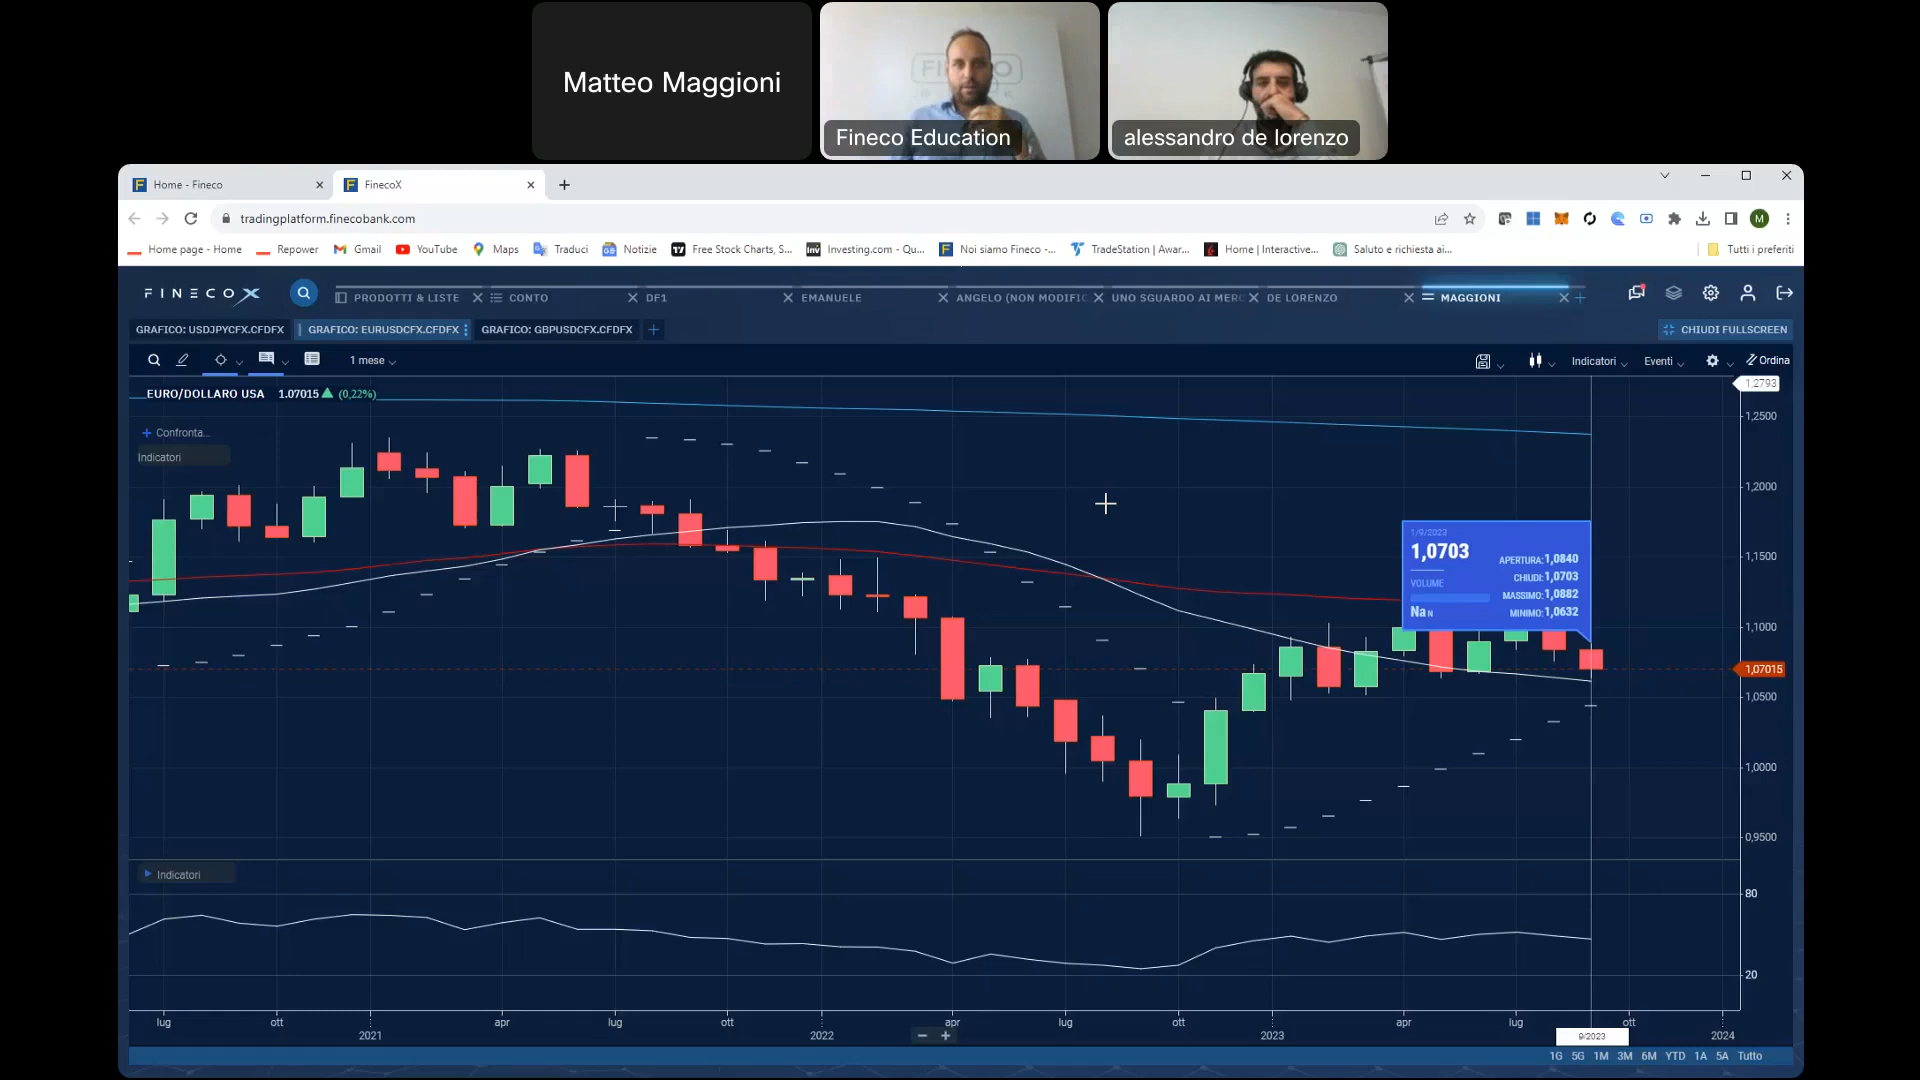 Matteo Maggioni
Fineco Education
alessandro de lorenzo
Home - Fineco
FinecoX
tradingplatform.finecobank.com
M
Home page - Home
Repower
Gmail
YouTube
Maps
Traduci
Notizie
Free Stock Charts, S...
Investing.com - Qu...
Noi siamo Fineco -...
TradeStation | Awar...
Home | Interactive...
Saluto e richiesta ai...
Tutti i preferiti
FINECOX
PRODOTTI & LISTE
CONTO
DF1
EMANUELE
ANGELO (NON MODIFIC
UNO SGUARDO AI MER
DE LORENZO
MAGGIONI
GRAFICO: USDJPYCFX.CFDFX
GRAFICO: EURUSDCFX.CFDFX
GRAFICO: GBPUSDCFX.CFDFX
CHIUDI FULLSCREEN
1 mese
Indicatori
Eventi
Ordina
EURO/DOLLARO USA 1.07015 (0,22%)
Confronta...
Indicatori
1,2793
1,2500
1,2000
1,1500
1,1000
1,07015
1,0500
1,0000
0,9500
1/9/2023
1,0703
VOLUME
Na N
APERTURA: 1,0840
CHIUDI: 1,0703
MASSIMO: 1,0882
MINIMO: 1,0632
Indicatori
80
20
lug ott apr lug ott apr lug ott apr lug ott
2021 2022 2023 2024
9/2023
1G 5G 1M 3M 6M YTD 1A 5A Tutto